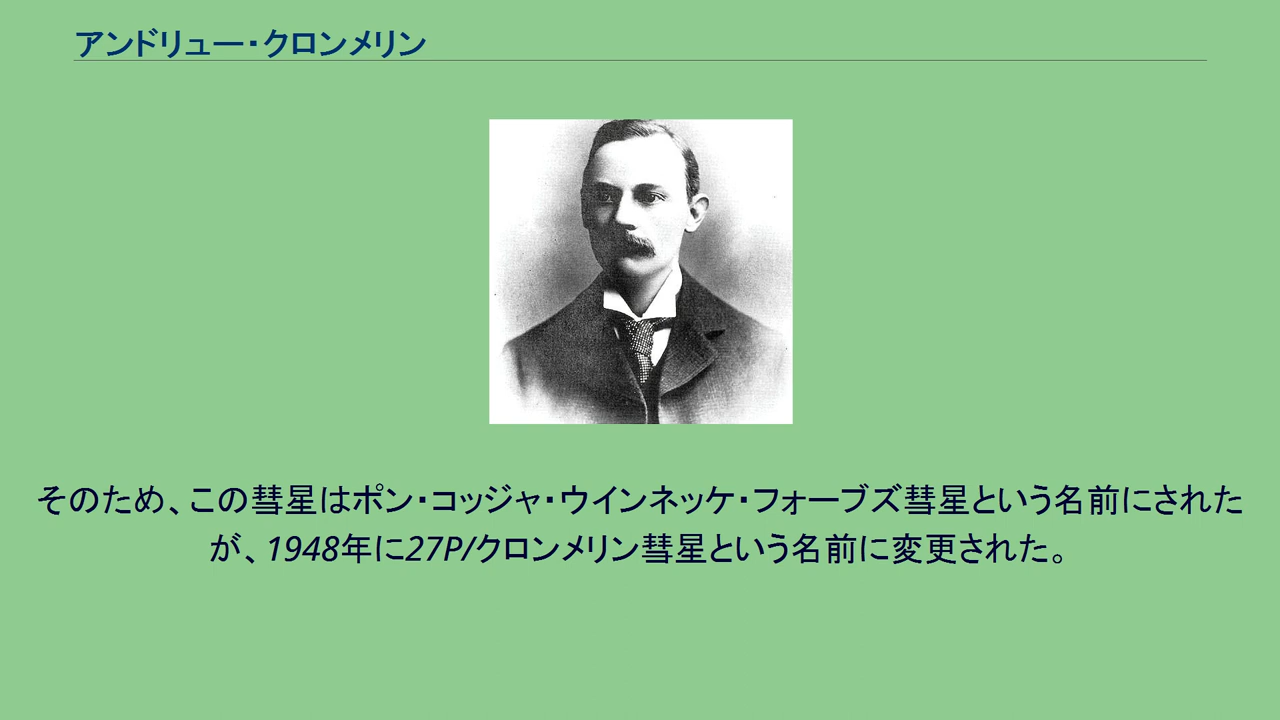 アンドリュー・クロンメリン
そのため、この彗星はポン・コッジャ・ウインネッケ・フォーブズ彗星という名前にされた
が、1948年に27P/クロンメリン彗星という名前に変更された。